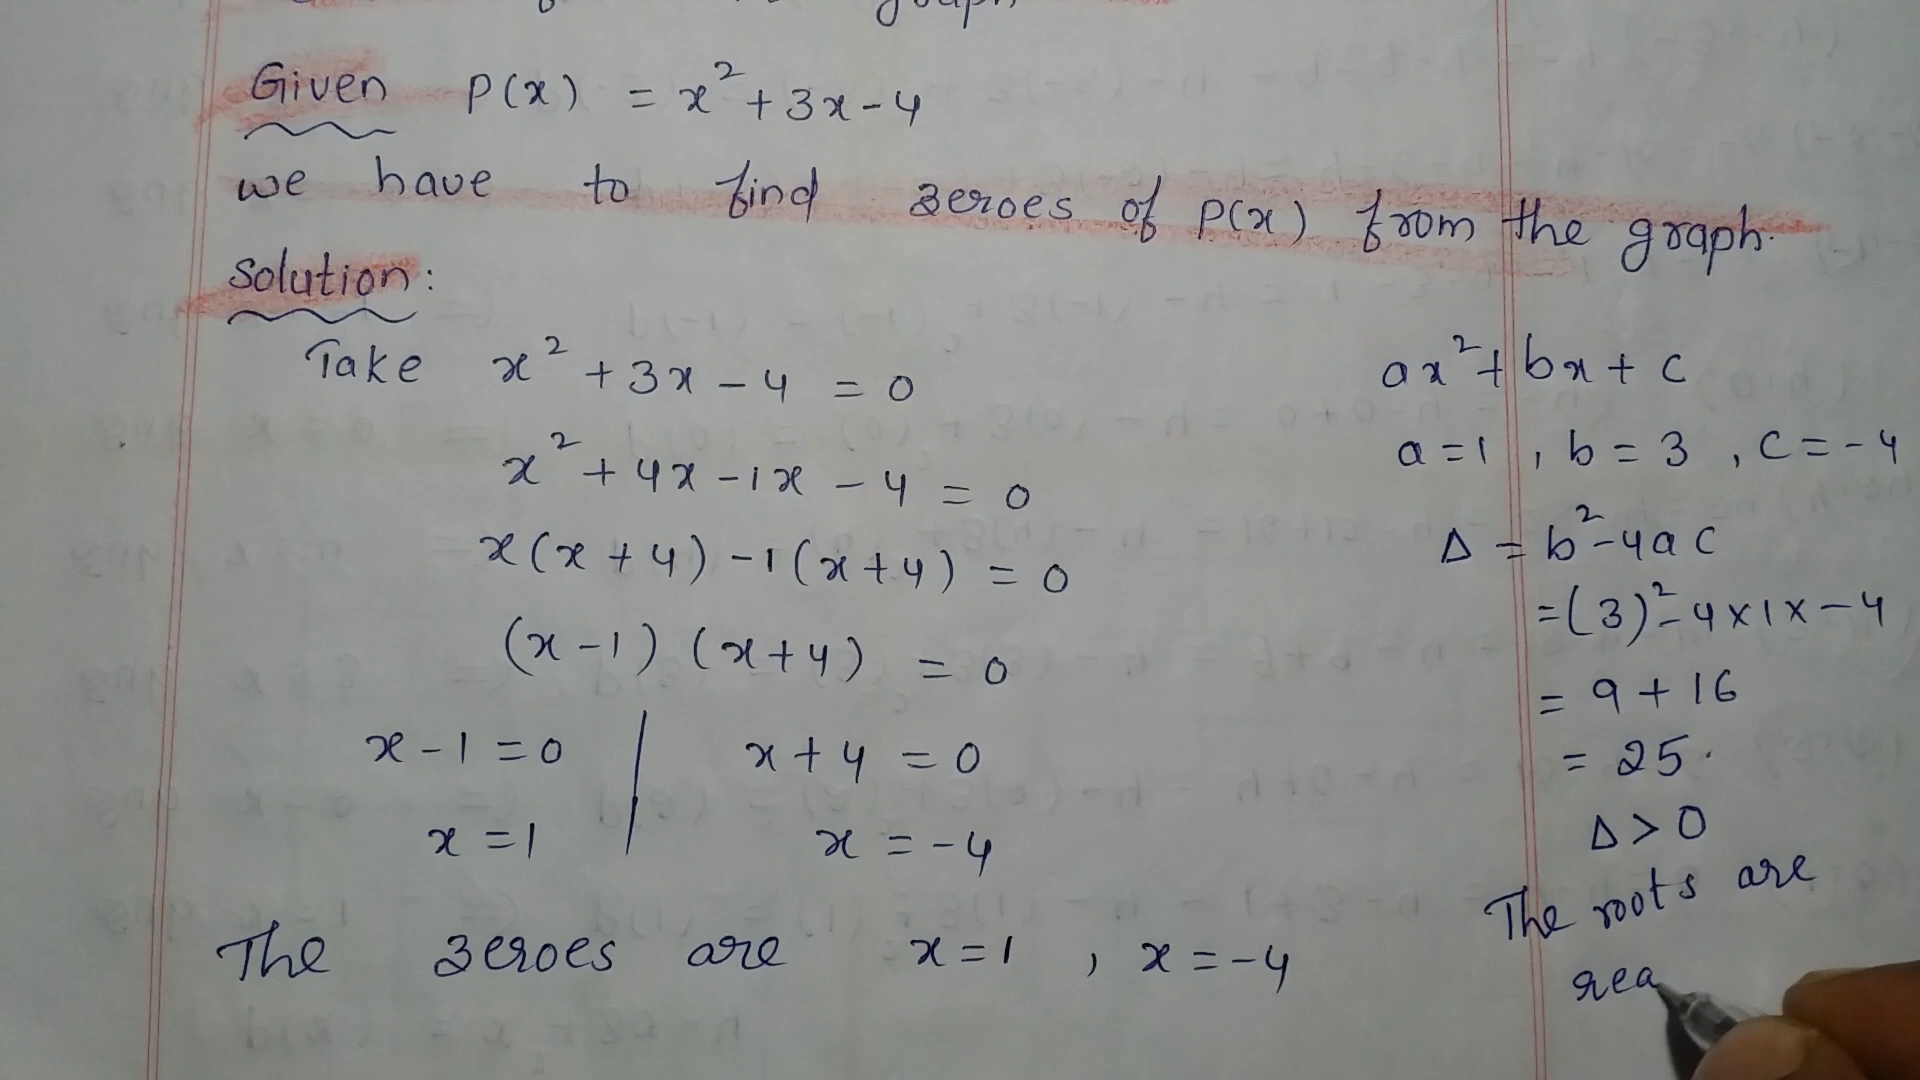 graph
Given P(x) = x² + 3x - 4
we have to find zeroes of P(x) from the graph.
Solution:
Take x² + 3x - 4 = 0
x² + 4x - 1x - 4 = 0
x(x + 4) - 1(x + 4) = 0
(x - 1) (x + 4) = 0
x - 1 = 0 | x + 4 = 0
x = 1 | x = -4
The zeroes are x = 1 , x = -4
ax² + bx + c
a = 1 , b = 3 , c = -4
Δ = b² - 4ac
= (3)² - 4 × 1 × -4
= 9 + 16
= 25.
Δ > 0
The roots are
rea